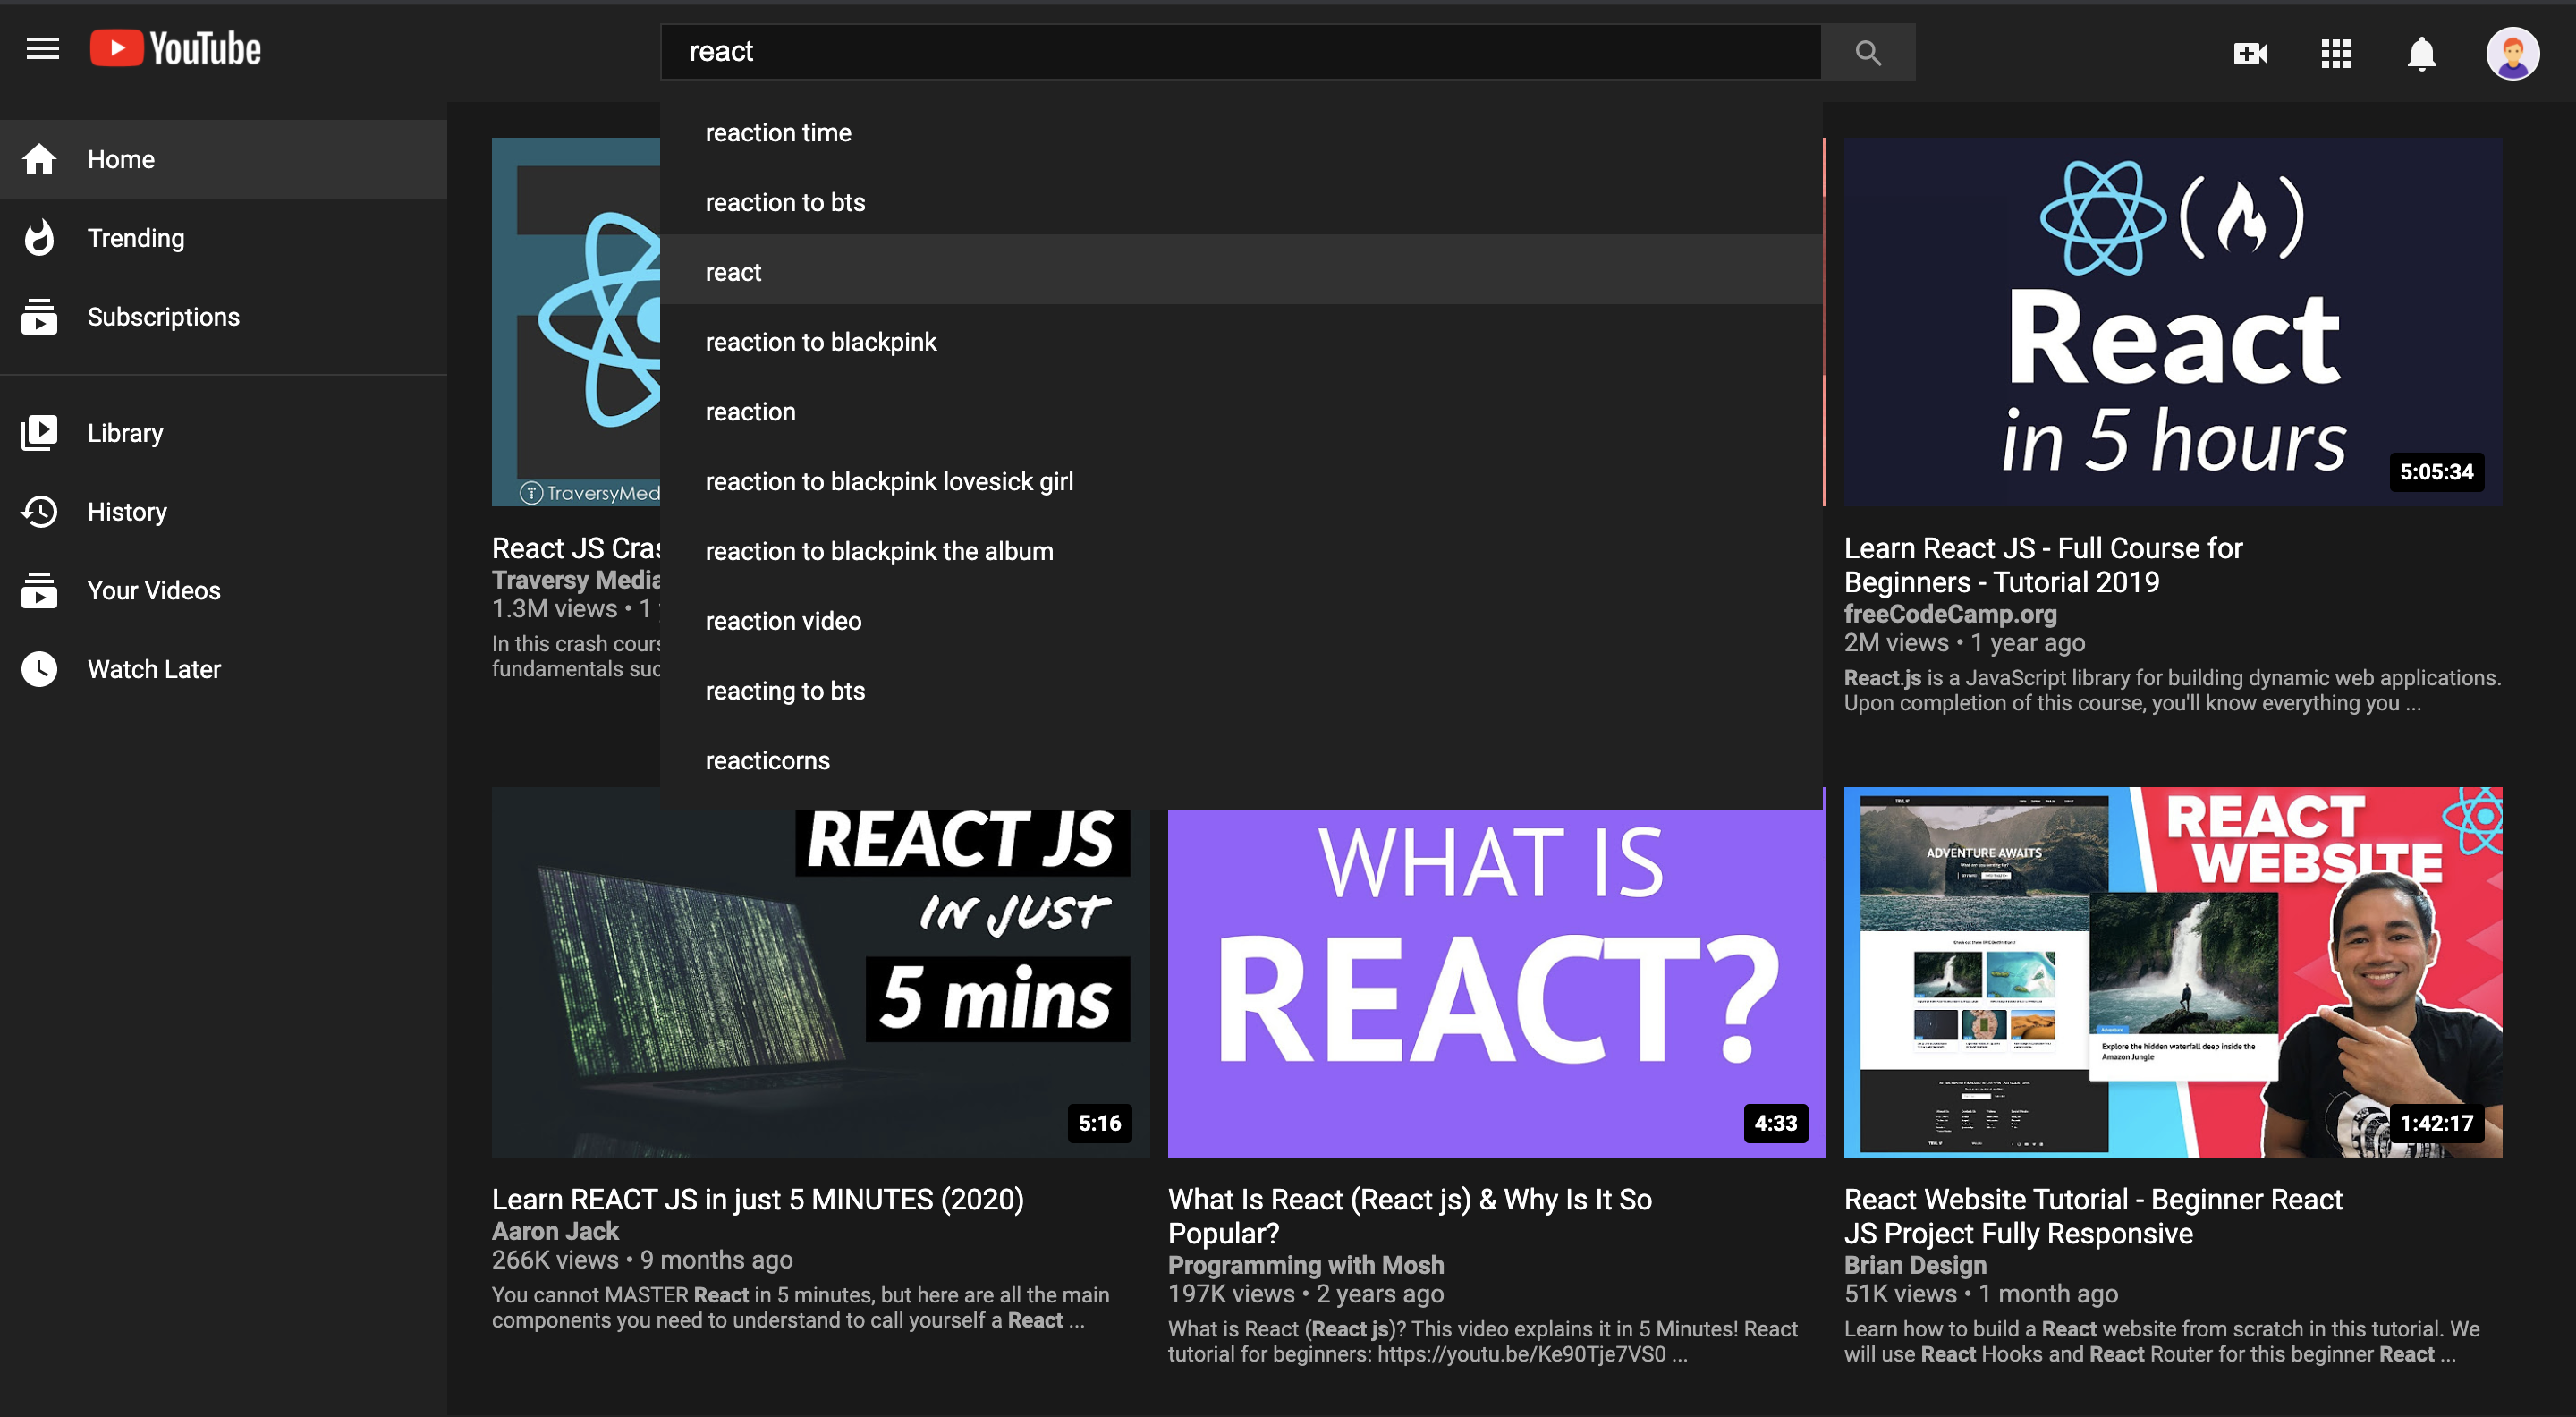 YouTube
react
Home
Trending
Subscriptions
Library
History
Your Videos
Watch Later
reaction time
reaction to bts
react
reaction to blackpink
reaction
reaction to blackpink lovesick girl
reaction to blackpink the album
reaction video
reacting to bts
reacticorns
TraversyMed
React JS Cras
Traversy Media
1.3M views • 1
In this crash cours
fundamentals suc
React
in 5 hours
5:05:34
Learn React JS - Full Course for
Beginners - Tutorial 2019
freeCodeCamp.org
2M views • 1 year ago
React.js is a JavaScript library for building dynamic web applications.
Upon completion of this course, you'll know everything you ...
REACT JS
IN JUST
5 mins
5:16
Learn REACT JS in just 5 MINUTES (2020)
Aaron Jack
266K views • 9 months ago
You cannot MASTER React in 5 minutes, but here are all the main
components you need to understand to call yourself a React ...
WHAT IS
REACT?
4:33
What Is React (React js) & Why Is It So
Popular?
Programming with Mosh
197K views • 2 years ago
What is React (React js)? This video explains it in 5 Minutes! React
tutorial for beginners: https://youtu.be/Ke90Tje7VS0 ...
REACT
WEBSITE
ADVENTURE AWAITS
Explore the hidden waterfall deep inside the
Amazon Jungle
1:42:17
React Website Tutorial - Beginner React
JS Project Fully Responsive
Brian Design
51K views • 1 month ago
Learn how to build a React website from scratch in this tutorial. We
will use React Hooks and React Router for this beginner React ...